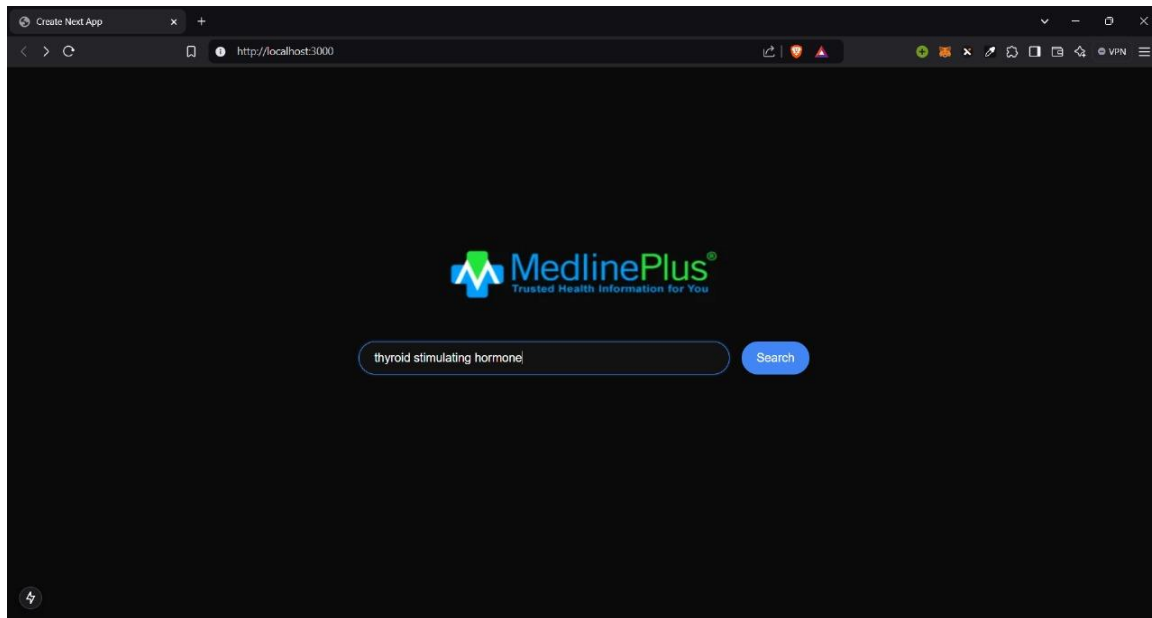 Create Next App
http://localhost:3000
VPN
MedlinePlus®
Trusted Health Information for You
thyroid stimulating hormone
Search